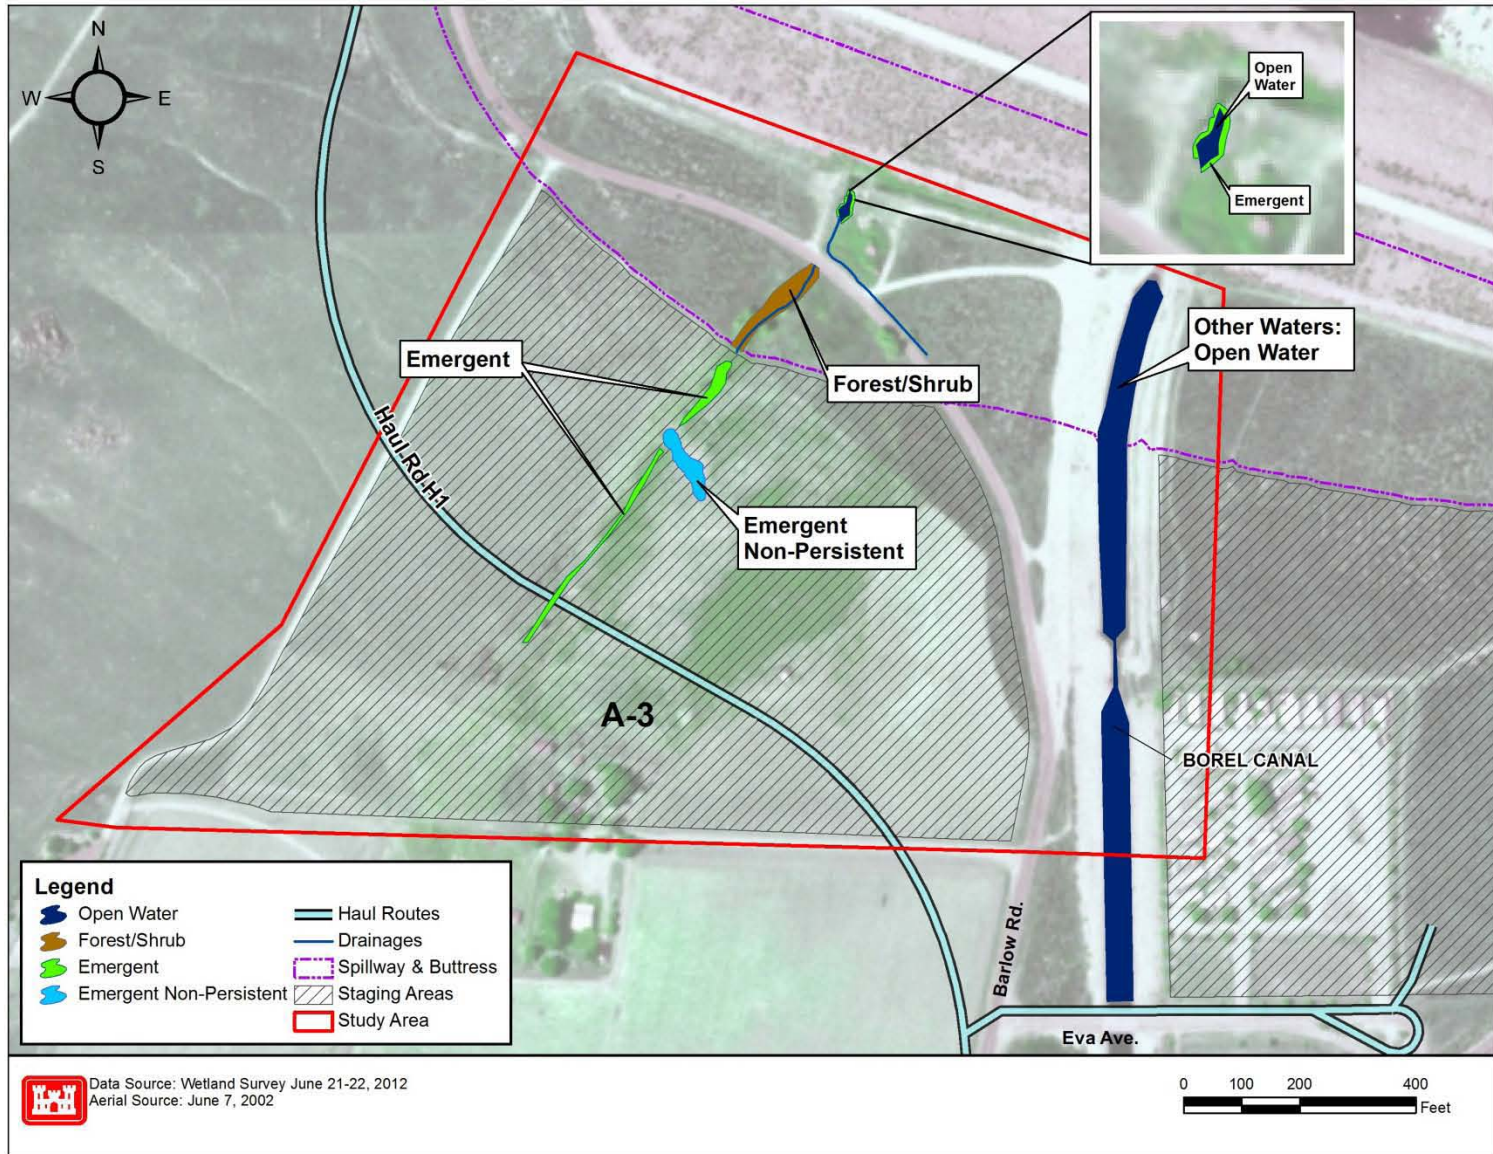 N
W E
S
Open
Water
Emergent
Other Waters:
Open Water
Emergent
Forest/Shrub
Haul Rd H1
Emergent
Non-Persistent
A-3
BOREL CANAL
Legend
Open Water
Forest/Shrub
Emergent
Emergent Non-Persistent
Haul Routes
Drainages
Spillway & Buttress
Staging Areas
Study Area
Barlow Rd.
Eva Ave.
Data Source: Wetland Survey June 21-22, 2012
Aerial Source: June 7, 2002
0 100 200 400
Feet